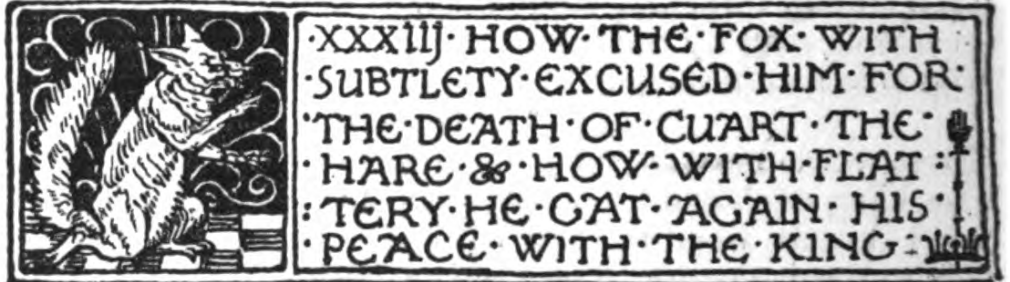 ·XXXIIJ· HOW· THE· FOX· WITH
·SUBTLETY· EXCUSED· HIM· FOR·
·THE· DEATH· OF· CUART· THE·
·HARE· &· HOW· WITH· FLAT:
:TERY· HE· GAT· AGAIN· HIS·
·PEACE· WITH· THE· KING: